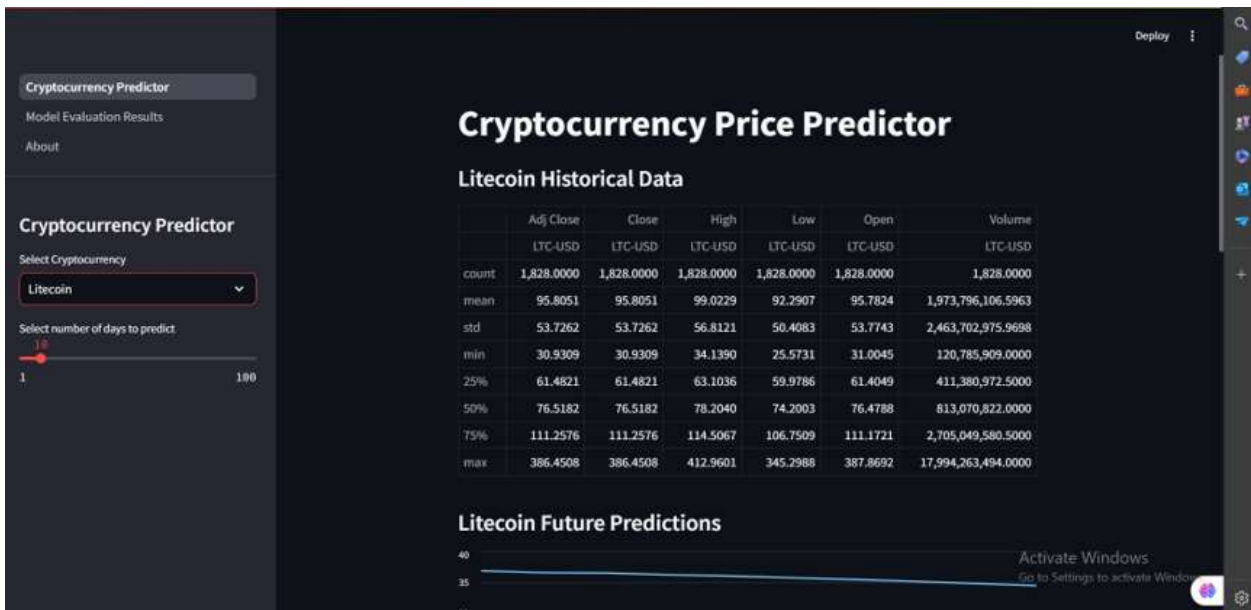 Deploy
Cryptocurrency Predictor
Model Evaluation Results
About
Cryptocurrency Predictor
Select Cryptocurrency
Litecoin
Select number of days to predict
10
1 100
Cryptocurrency Price Predictor
Litecoin Historical Data
Adj Close Close High Low Open Volume
LTC-USD LTC-USD LTC-USD LTC-USD LTC-USD LTC-USD
count 1,828.0000 1,828.0000 1,828.0000 1,828.0000 1,828.0000 1,828.0000
mean 95.8051 95.8051 99.0229 92.2907 95.7824 1,973,796,106.5963
std 53.7262 53.7262 56.8121 50.4083 53.7743 2,463,702,975.9698
min 30.9309 30.9309 34.1390 25.5731 31.0045 120,785,909.0000
25% 61.4821 61.4821 63.1036 59.9786 61.4049 411,380,972.5000
50% 76.5182 76.5182 78.2040 74.2003 76.4788 813,070,822.0000
75% 111.2576 111.2576 114.5067 106.7509 111.1721 2,705,049,580.5000
max 386.4508 386.4508 412.9601 345.2988 387.8692 17,994,263,494.0000
Litecoin Future Predictions
40
35
Activate Windows
Go to Settings to activate Window